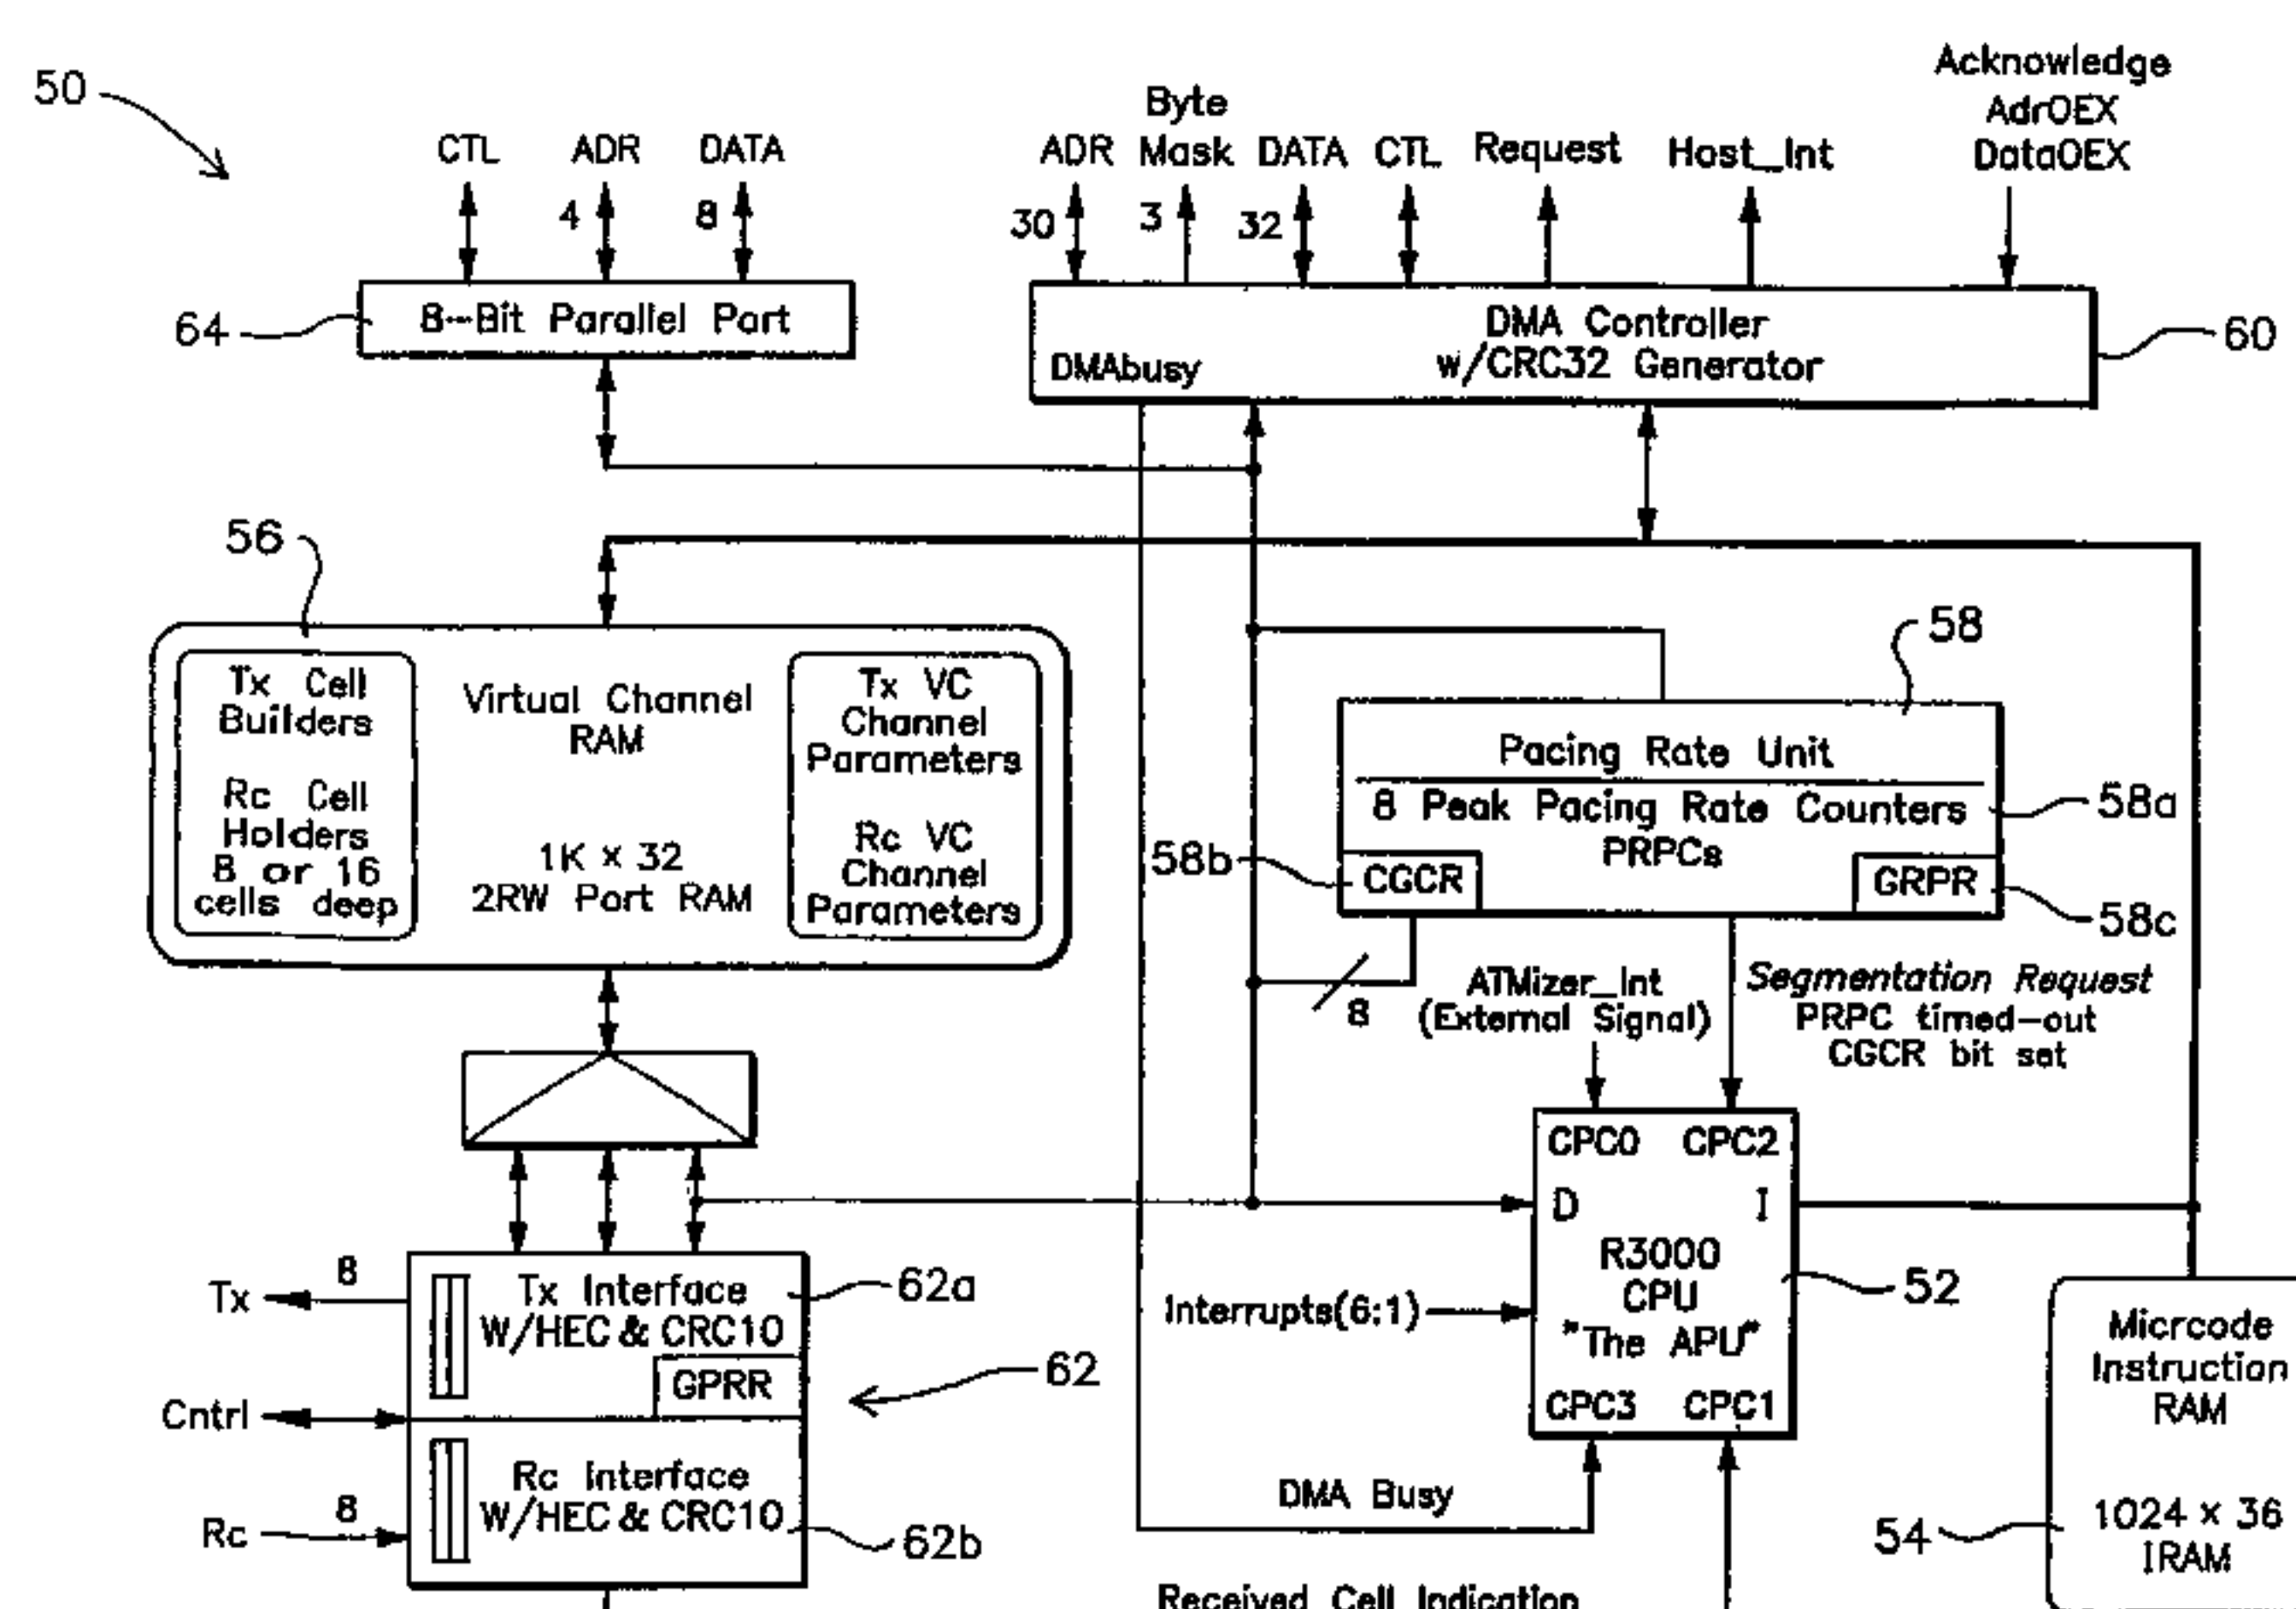 50
CTL ADR DATA
4 8
64
8-Bit Parallel Port
Byte
ADR Mask DATA CTL Request Host_Int
Acknowledge
AdrOEX
DataOEX
30 3 32
DMA Controller
w/CRC32 Generator
DMAbusy
60
56
Tx Cell
Builders
Rc Cell
Holders
8 or 16
cells deep
Virtual Channel
RAM
1K × 32
2RW Port RAM
Tx VC
Channel
Parameters
Rc VC
Channel
Parameters
58
Pacing Rate Unit
8 Peak Pacing Rate Counters
PRPCs
58a
58b
CGCR
GRPR
58c
8
ATMizer_Int
(External Signal)
Segmentation Request
PRPC timed-out
CGCR bit set
CPC0 CPC2
D I
R3000
CPU
"The APU"
CPC3 CPC1
52
Interrupts(6:1)
DMA Busy
Received Cell Indication
Tx 8
Tx Interface
W/HEC & CRC10
GPRR
62a
62
Cntrl
Rc 8
Rc Interface
W/HEC & CRC10
62b
Micrcode
Instruction
RAM
1024 × 36
IRAM
54